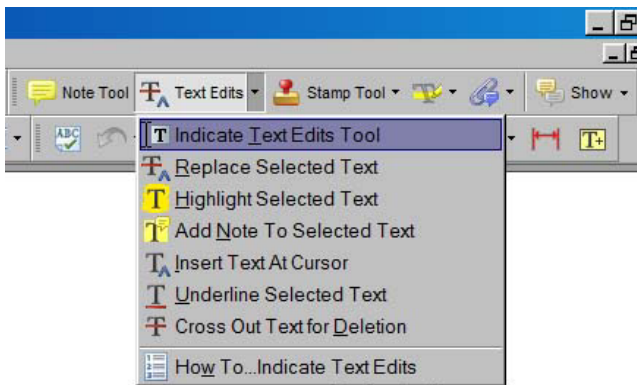 Note Tool Text Edits Stamp Tool Show
ABC T+
Indicate Text Edits Tool
Replace Selected Text
Highlight Selected Text
Add Note To Selected Text
Insert Text At Cursor
Underline Selected Text
Cross Out Text for Deletion
How To...Indicate Text Edits